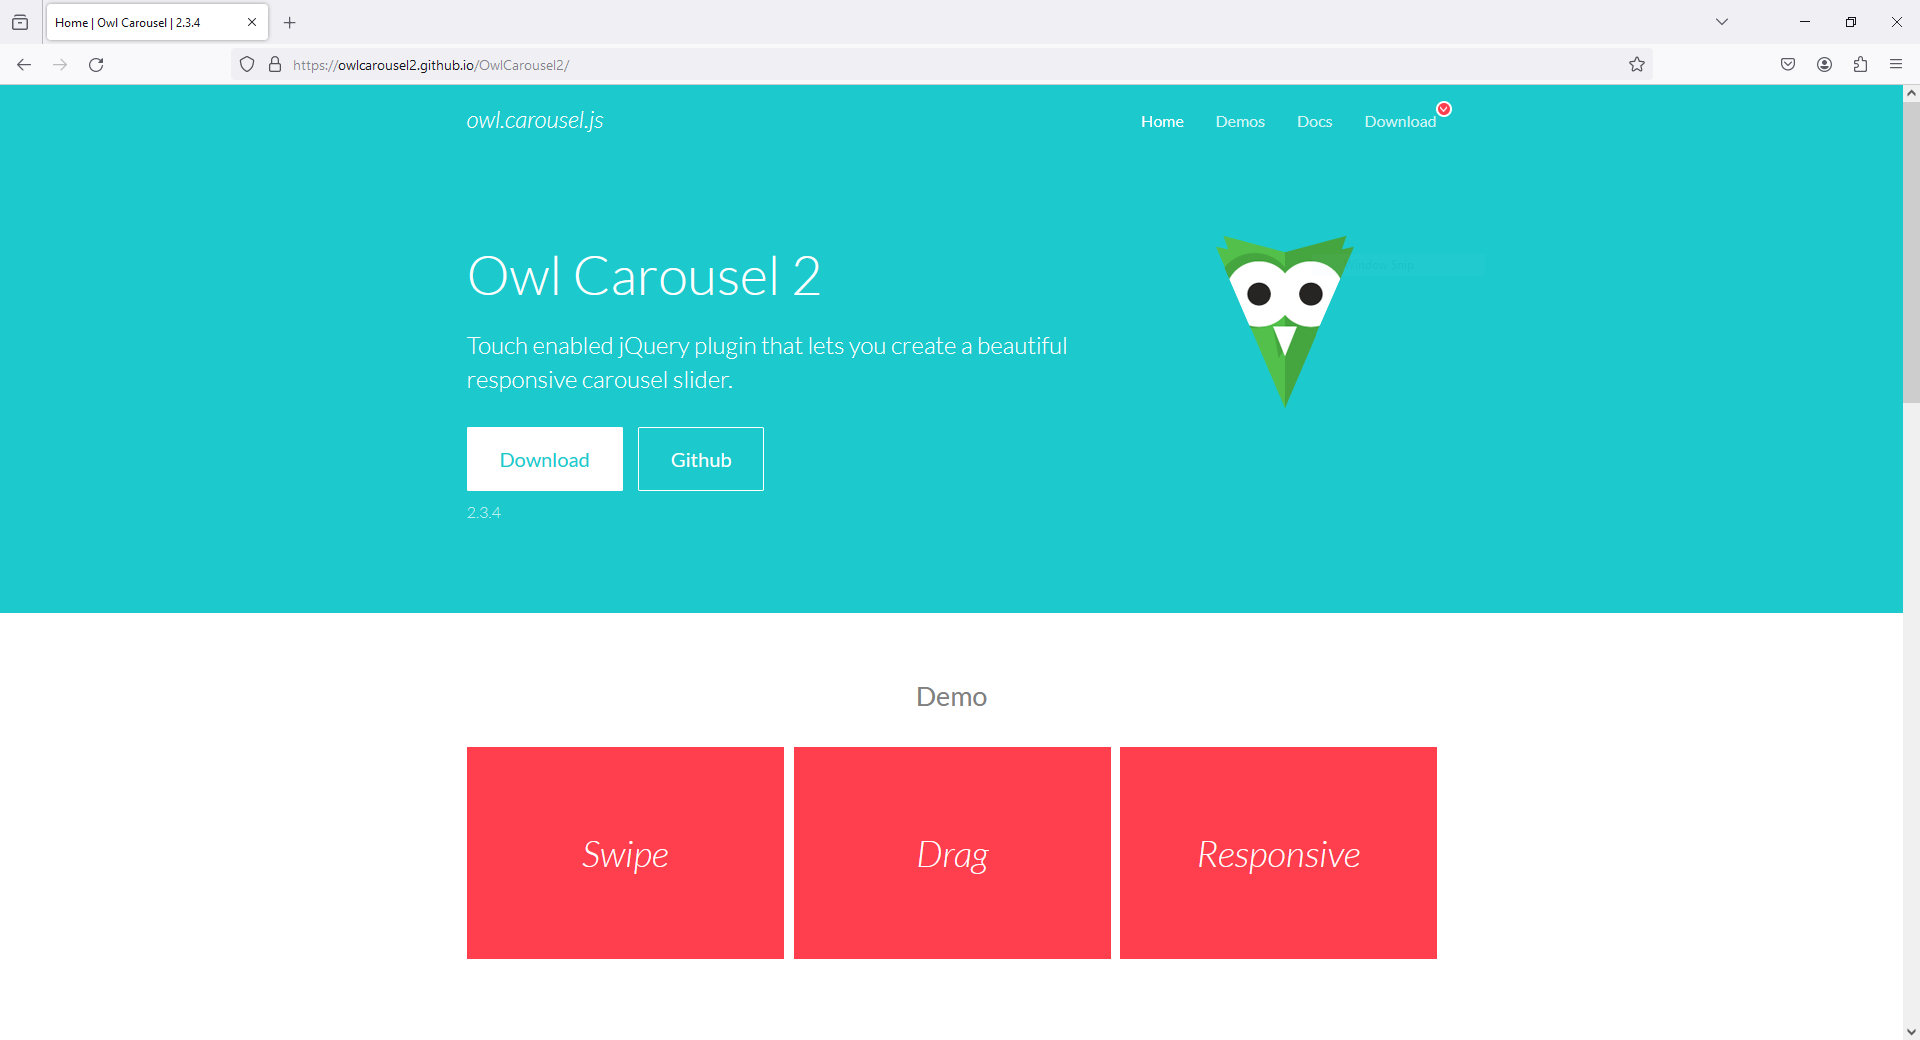 Home | Owl Carousel | 2.3.4
https://owlcarousel2.github.io/OwlCarousel2/
owl.carousel.js
Home
Demos
Docs
Download
Owl Carousel 2
Touch enabled jQuery plugin that lets you create a beautiful
responsive carousel slider.
Download
Github
2.3.4
Demo
Swipe
Drag
Responsive